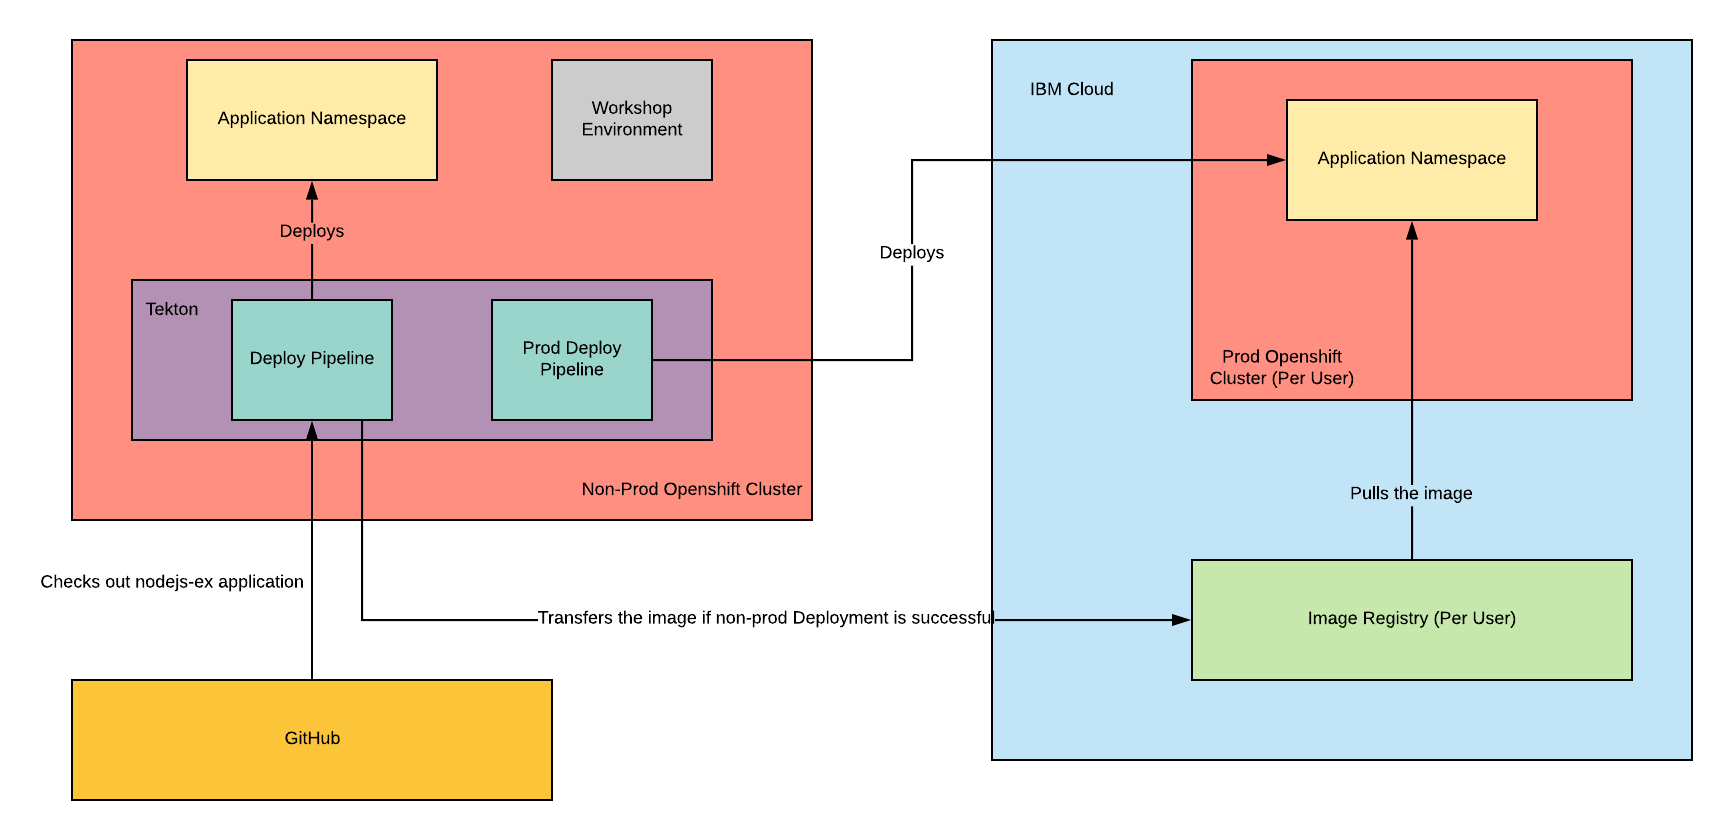 Application Namespace
Workshop
Environment
Deploys
Tekton
Deploy Pipeline
Prod Deploy
Pipeline
Non-Prod Openshift Cluster
Deploys
IBM Cloud
Application Namespace
Prod Openshift
Cluster (Per User)
Pulls the image
Checks out nodejs-ex application
Transfers the image if non-prod Deployment is successful
Image Registry (Per User)
GitHub